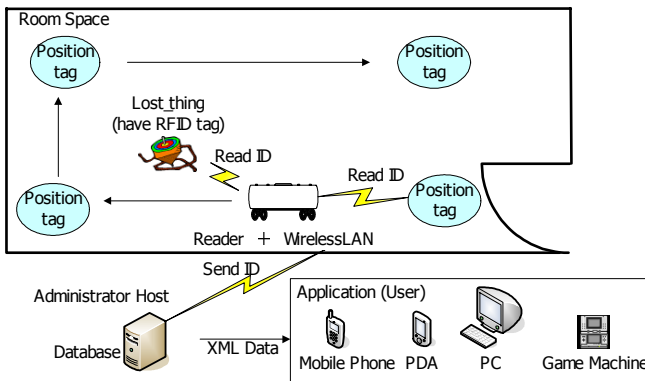 Room Space
Position
tag
Position
tag
Lost_thing
(have RFID tag)
Read ID
Read ID
Position
tag
Position
tag
Reader + WirelessLAN
Send ID
Administrator Host
Application (User)
Database
XML Data
Mobile Phone PDA PC Game Machine